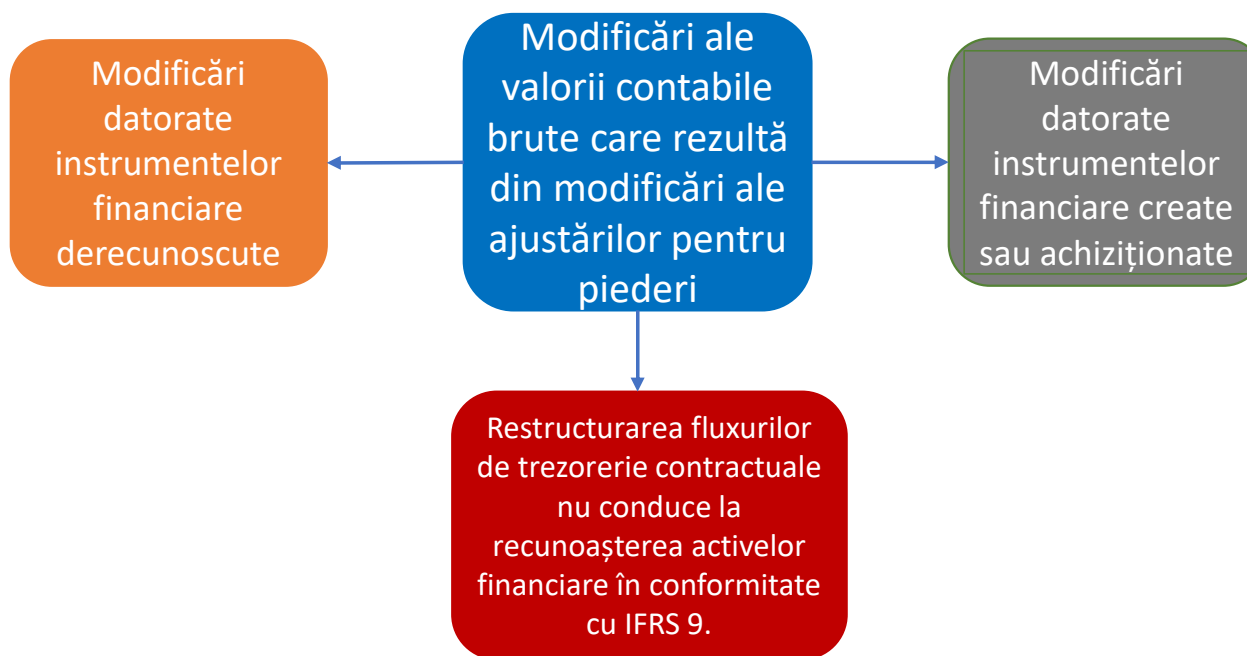 Modificări
datorate
instrumentelor
financiare
derecunoscute
Modificări ale
valorii contabile
brute care rezultă
din modificări ale
ajustărilor pentru
piederi
Modificări
datorate
instrumentelor
financiare create
sau achiziționate
Restructurarea fluxurilor
de trezorerie contractuale
nu conduce la
recunoașterea activelor
financiare în conformitate
cu IFRS 9.